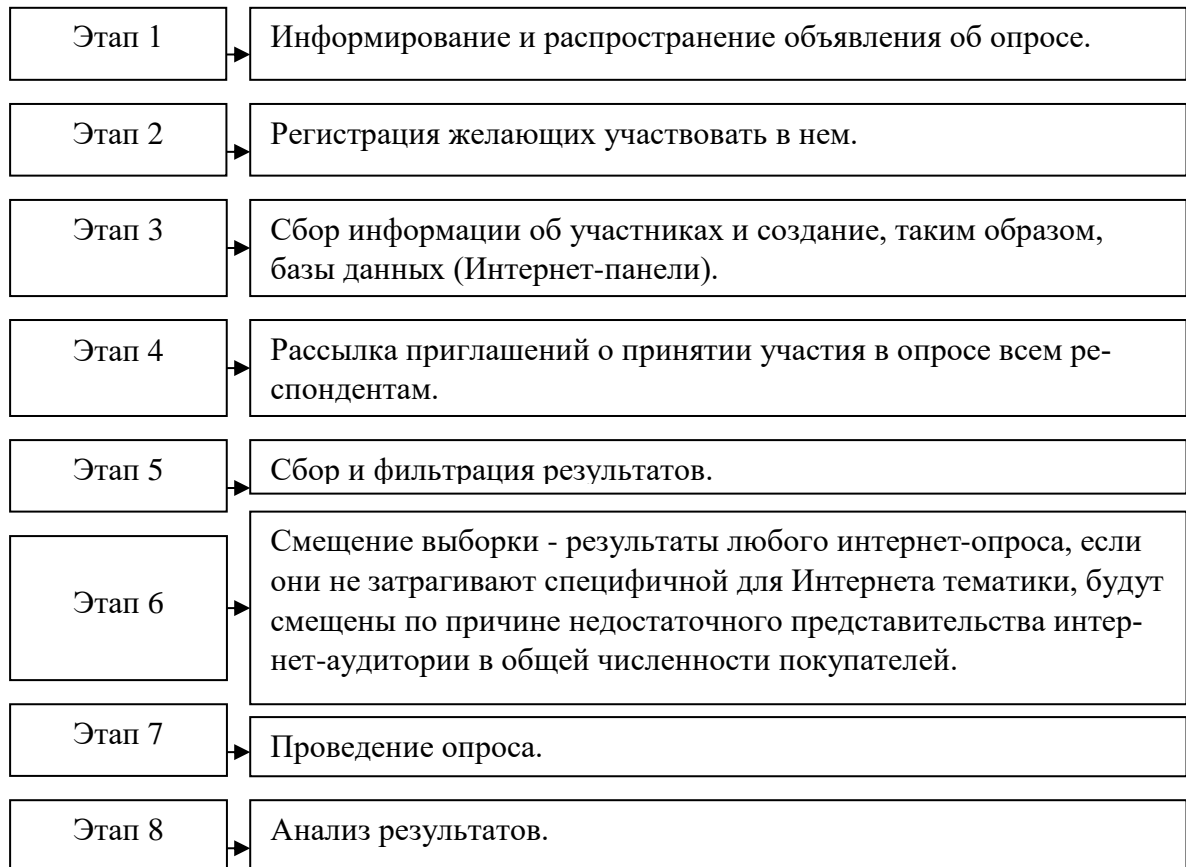 Этап 1
Информирование и распространение объявления об опросе.
Этап 2
Регистрация желающих участвовать в нем.
Этап 3
Сбор информации об участниках и создание, таким образом,
базы данных (Интернет-панели).
Этап 4
Рассылка приглашений о принятии участия в опросе всем ре-
спондентам.
Этап 5
Сбор и фильтрация результатов.
Этап 6
Смещение выборки - результаты любого интернет-опроса, если
они не затрагивают специфичной для Интернета тематики, будут
смещены по причине недостаточного представительства интер-
нет-аудитории в общей численности покупателей.
Этап 7
Проведение опроса.
Этап 8
Анализ результатов.